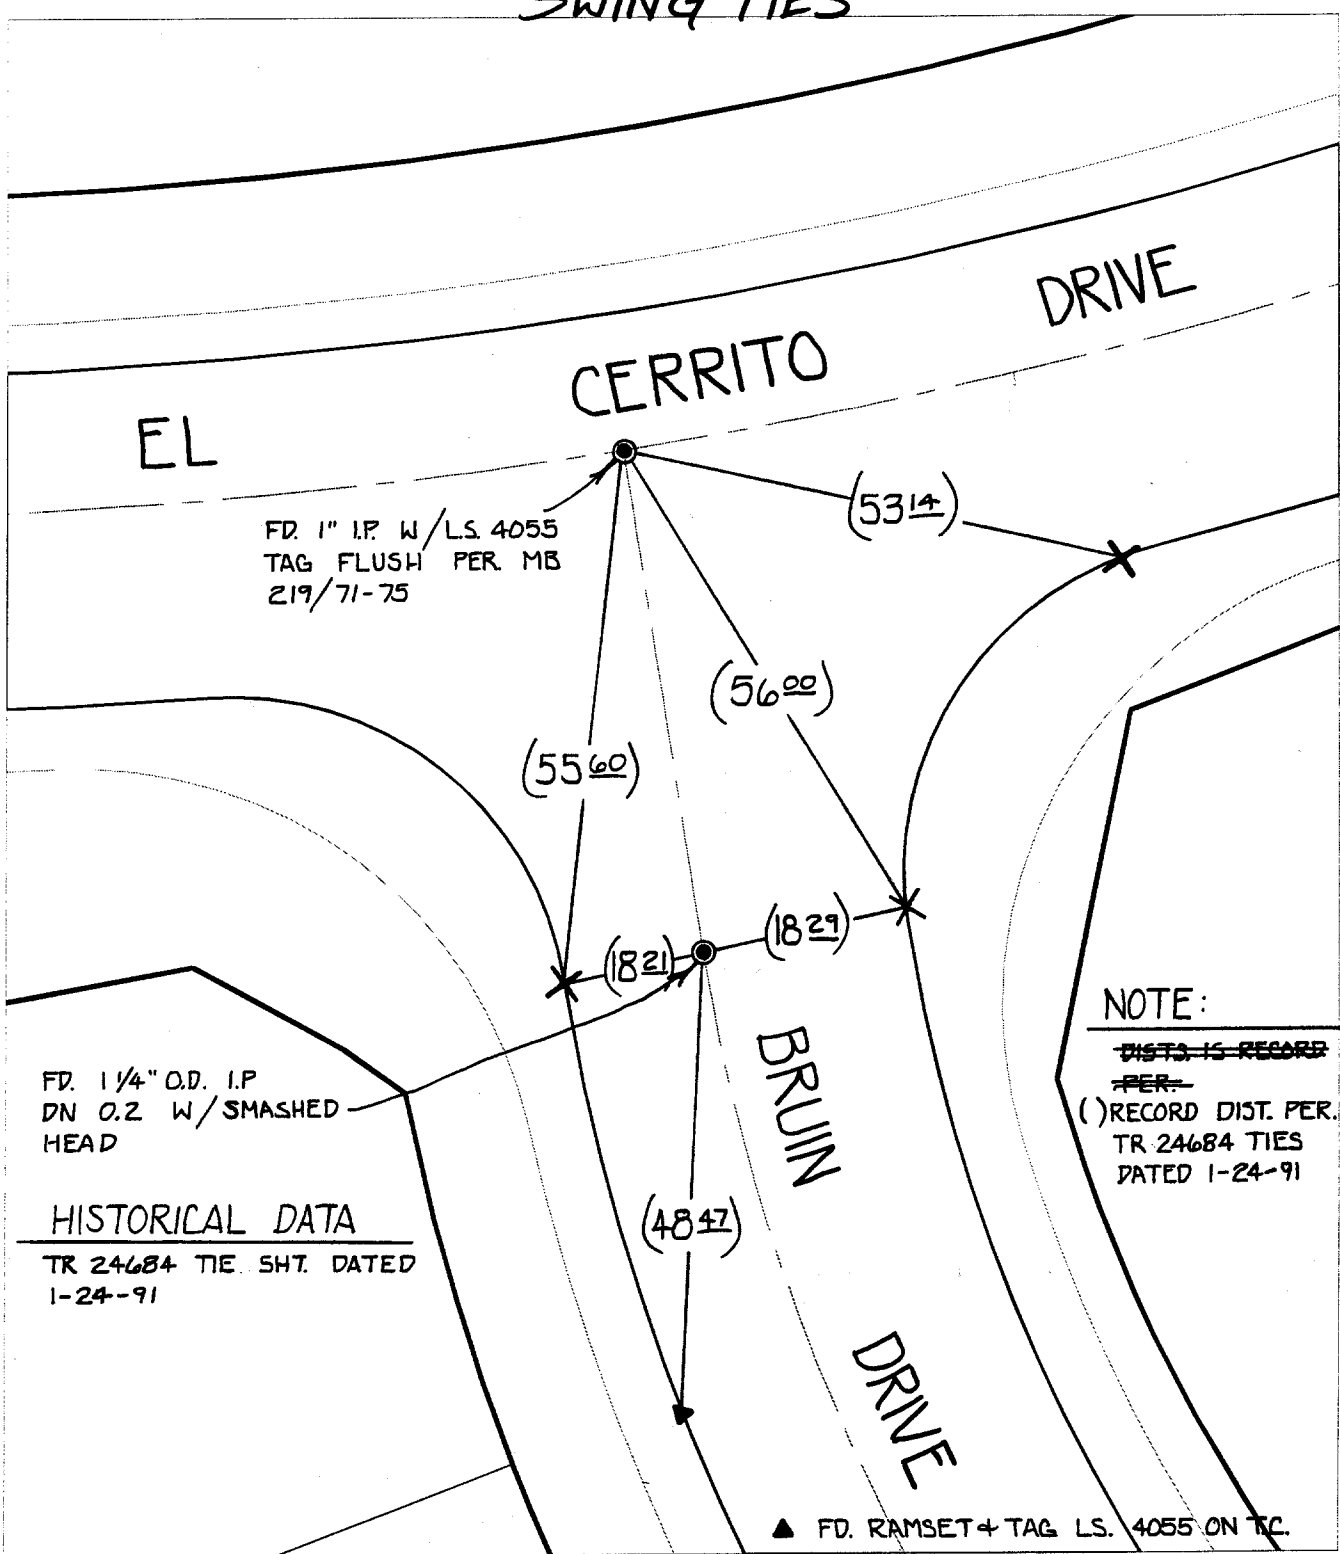 SWING TIES
DRIVE
CERRITO
EL
(53 14)
FD. 1" I.P. W/L.S. 4055
TAG FLUSH PER MB
219/71-75
(56 00)
(55 60)
(18 29)
(18 21)
NOTE:
DISTS. IS RECORD
PER.
( ) RECORD DIST. PER.
TR 24684 TIES
DATED 1-24-91
FD. 1 1/4" O.D. I.P
DN 0.2 W/SMASHED
HEAD
BRUIN
(48 47)
HISTORICAL DATA
TR 24684 TIE SHT. DATED
1-24-91
DRIVE
▲ FD. RAMSET & TAG LS. 4055 ON T.C.